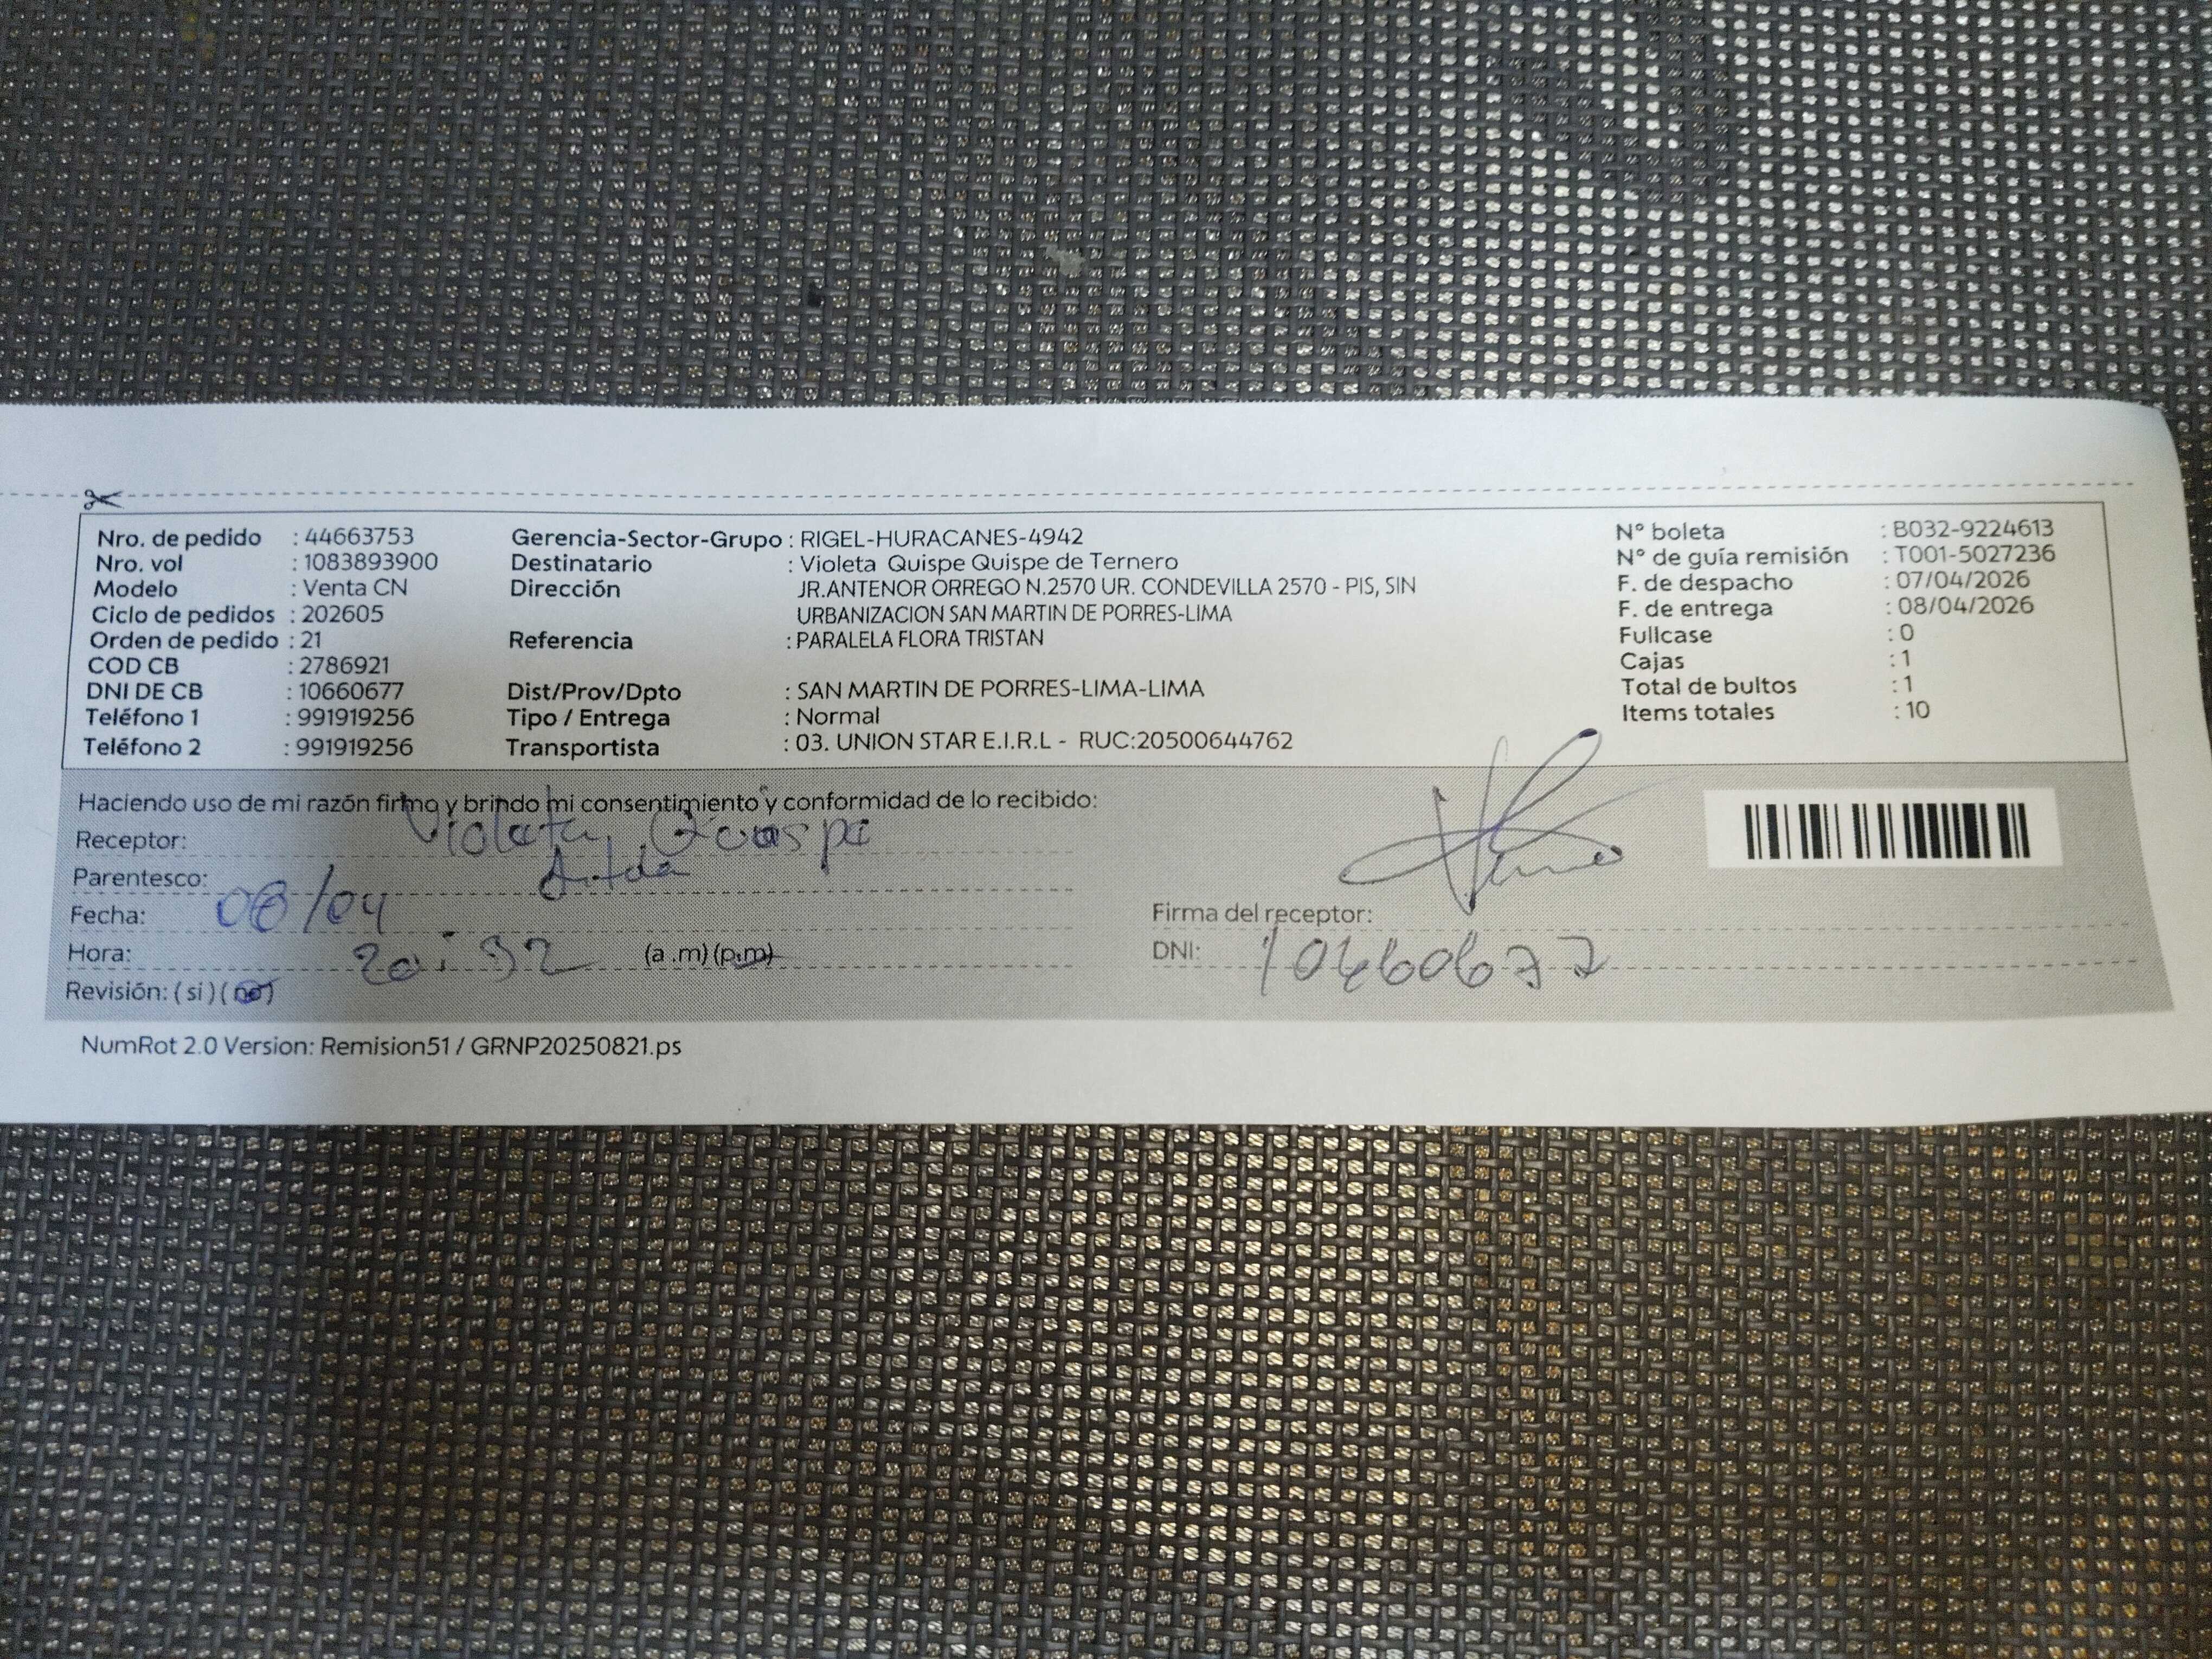 Nro. de pedido : 44663753
Nro. vol : 1083893900
Modelo : Venta CN
Ciclo de pedidos : 202605
Orden de pedido : 21
COD CB : 2786921
DNI DE CB : 10660677
Teléfono 1 : 991919256
Teléfono 2 : 991919256
Gerencia-Sector-Grupo : RIGEL-HURACANES-4942
Destinatario : Violeta Quispe Quispe de Ternero
Dirección JR.ANTENOR ORREGO N.2570 UR. CONDEVILLA 2570 - PIS, SIN
URBANIZACION SAN MARTIN DE PORRES-LIMA
Referencia : PARALELA FLORA TRISTAN
Dist/Prov/Dpto : SAN MARTIN DE PORRES-LIMA-LIMA
Tipo / Entrega : Normal
Transportista : 03. UNION STAR E.I.R.L - RUC:20500644762
N° boleta : B032-9224613
N° de guía remisión : T001-5027236
F. de despacho : 07/04/2026
F. de entrega : 08/04/2026
Fullcase : 0
Cajas : 1
Total de bultos : 1
Items totales : 10
Haciendo uso de mi razón firmo y brindo mi consentimiento y conformidad de lo recibido:
Receptor: Violeta Quispe
Parentesco:
Fecha: 08/04
Hora: 20:32 (a .m) (p.m)
Revisión: ( si ) ( no )
Firma del receptor:
DNI: 10660677
NumRot 2.0 Version: Remision51 / GRNP20250821.ps